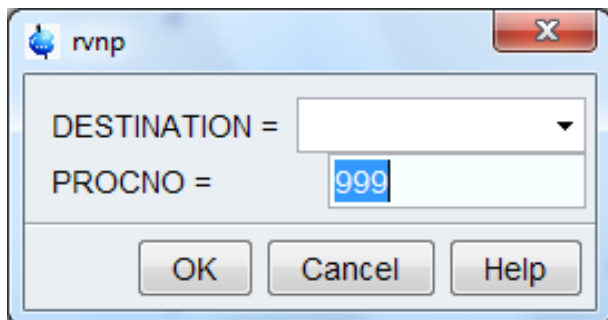 rvnp
DESTINATION =
PROCNO = 999
OK Cancel Help